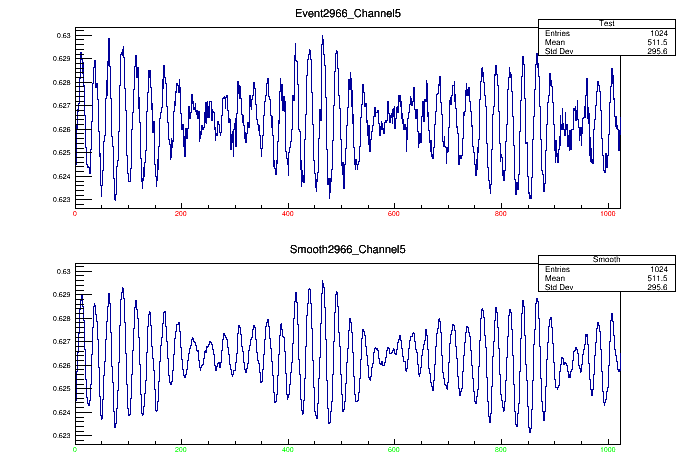 Event2966_Channel5
Test
Entries 1024
Mean 511.5
Std Dev 295.6
0.63
0.629
0.628
0.627
0.626
0.625
0.624
0.623
0 200 400 600 800 1000
Smooth2966_Channel5
Smooth
Entries 1024
Mean 511.5
Std Dev 295.6
0.63
0.629
0.628
0.627
0.626
0.625
0.624
0.623
0 200 400 600 800 1000